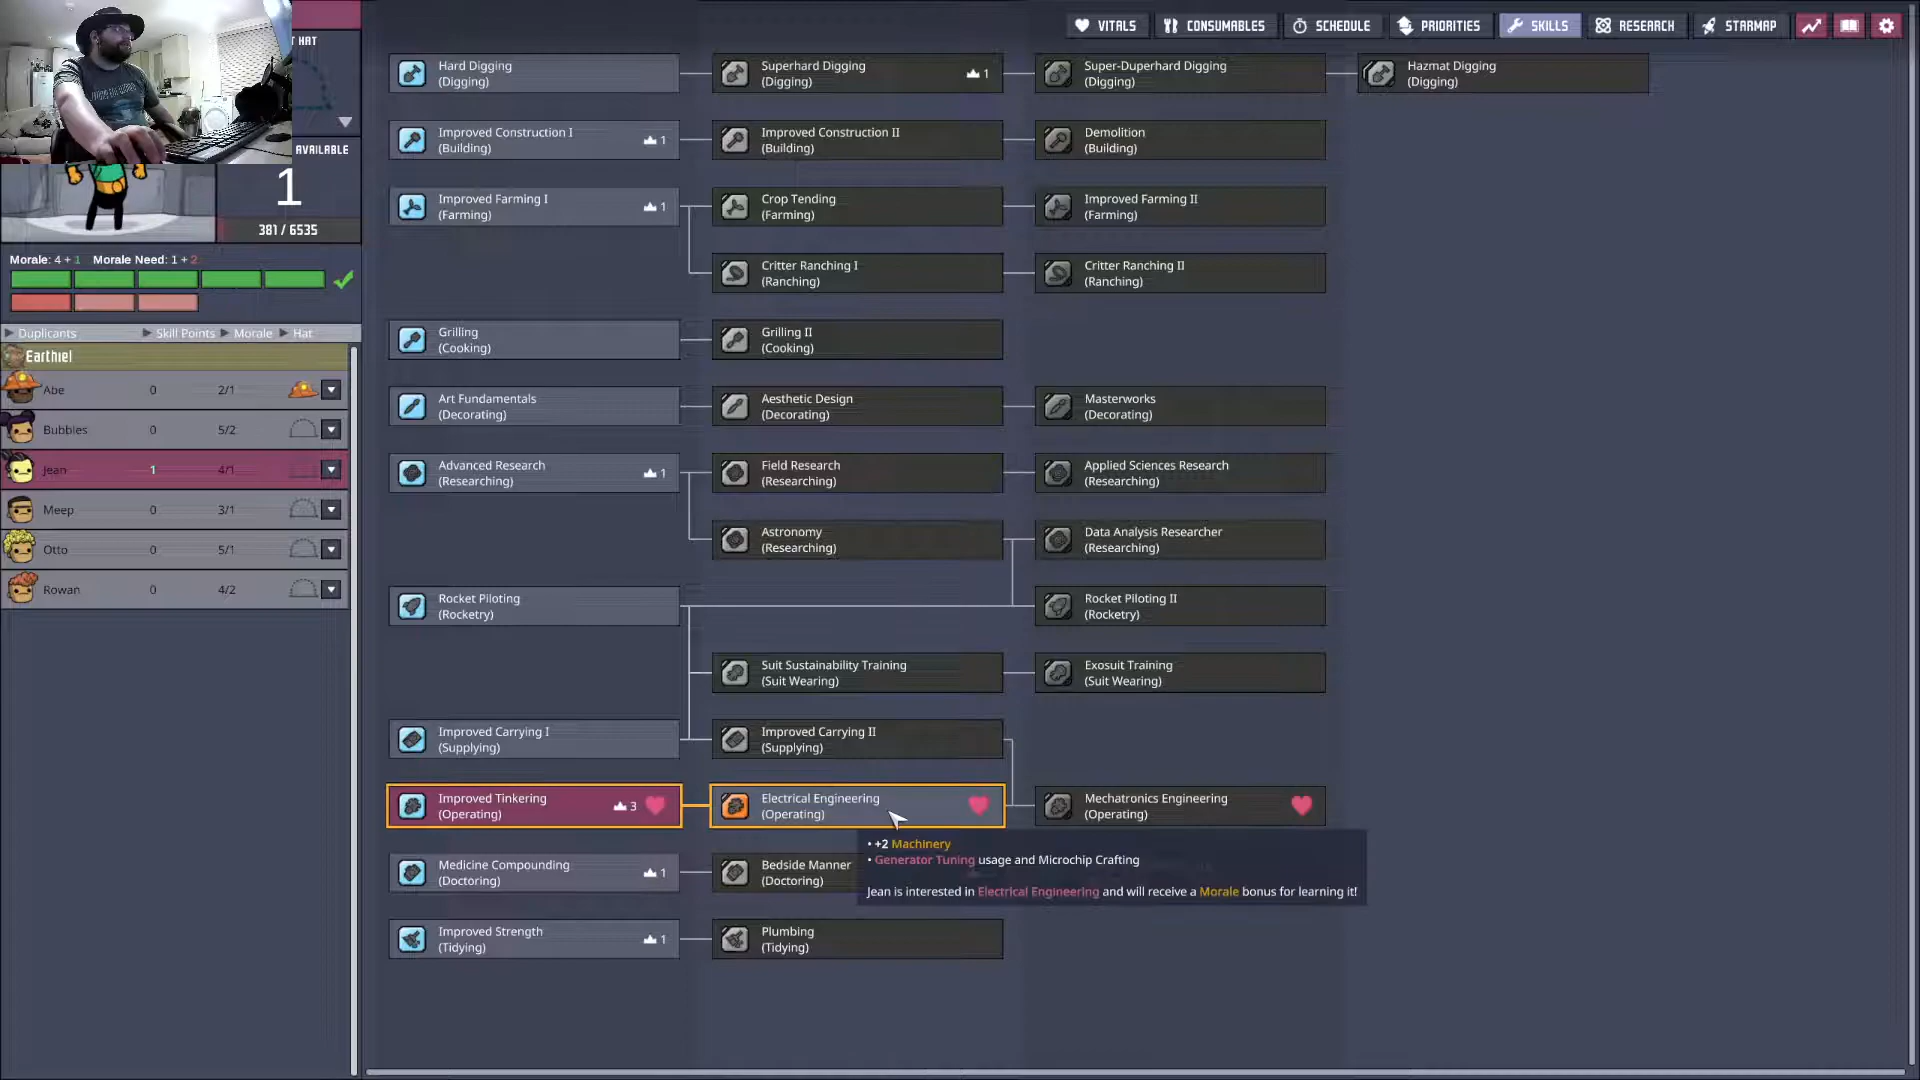 T HAT
VITALS
CONSUMABLES
SCHEDULE
PRIORITIES
SKILLS
RESEARCH
STARMAP
AVAILABLE
1
381 / 6535
Morale: 4 + 1 Morale Need: 1 + 2
Duplicants Skill Points Morale Hat
Earthiel
Abe 0 2/1
Bubbles 0 5/2
Jean 1 4/1
Meep 0 3/1
Otto 0 5/1
Rowan 0 4/2
Hard Digging
(Digging)
Superhard Digging
(Digging)
1
Super-Duperhard Digging
(Digging)
Hazmat Digging
(Digging)
Improved Construction I
(Building)
1
Improved Construction II
(Building)
Demolition
(Building)
Improved Farming I
(Farming)
1
Crop Tending
(Farming)
Improved Farming II
(Farming)
Critter Ranching I
(Ranching)
Critter Ranching II
(Ranching)
Grilling
(Cooking)
Grilling II
(Cooking)
Art Fundamentals
(Decorating)
Aesthetic Design
(Decorating)
Masterworks
(Decorating)
Advanced Research
(Researching)
1
Field Research
(Researching)
Applied Sciences Research
(Researching)
Astronomy
(Researching)
Data Analysis Researcher
(Researching)
Rocket Piloting
(Rocketry)
Rocket Piloting II
(Rocketry)
Suit Sustainability Training
(Suit Wearing)
Exosuit Training
(Suit Wearing)
Improved Carrying I
(Supplying)
Improved Carrying II
(Supplying)
Improved Tinkering
(Operating)
3
Electrical Engineering
(Operating)
Mechatronics Engineering
(Operating)
• +2 Machinery
• Generator Tuning usage and Microchip Crafting
Jean is interested in Electrical Engineering and will receive a Morale bonus for learning it!
Medicine Compounding
(Doctoring)
1
Bedside Manner
(Doctoring)
Improved Strength
(Tidying)
1
Plumbing
(Tidying)